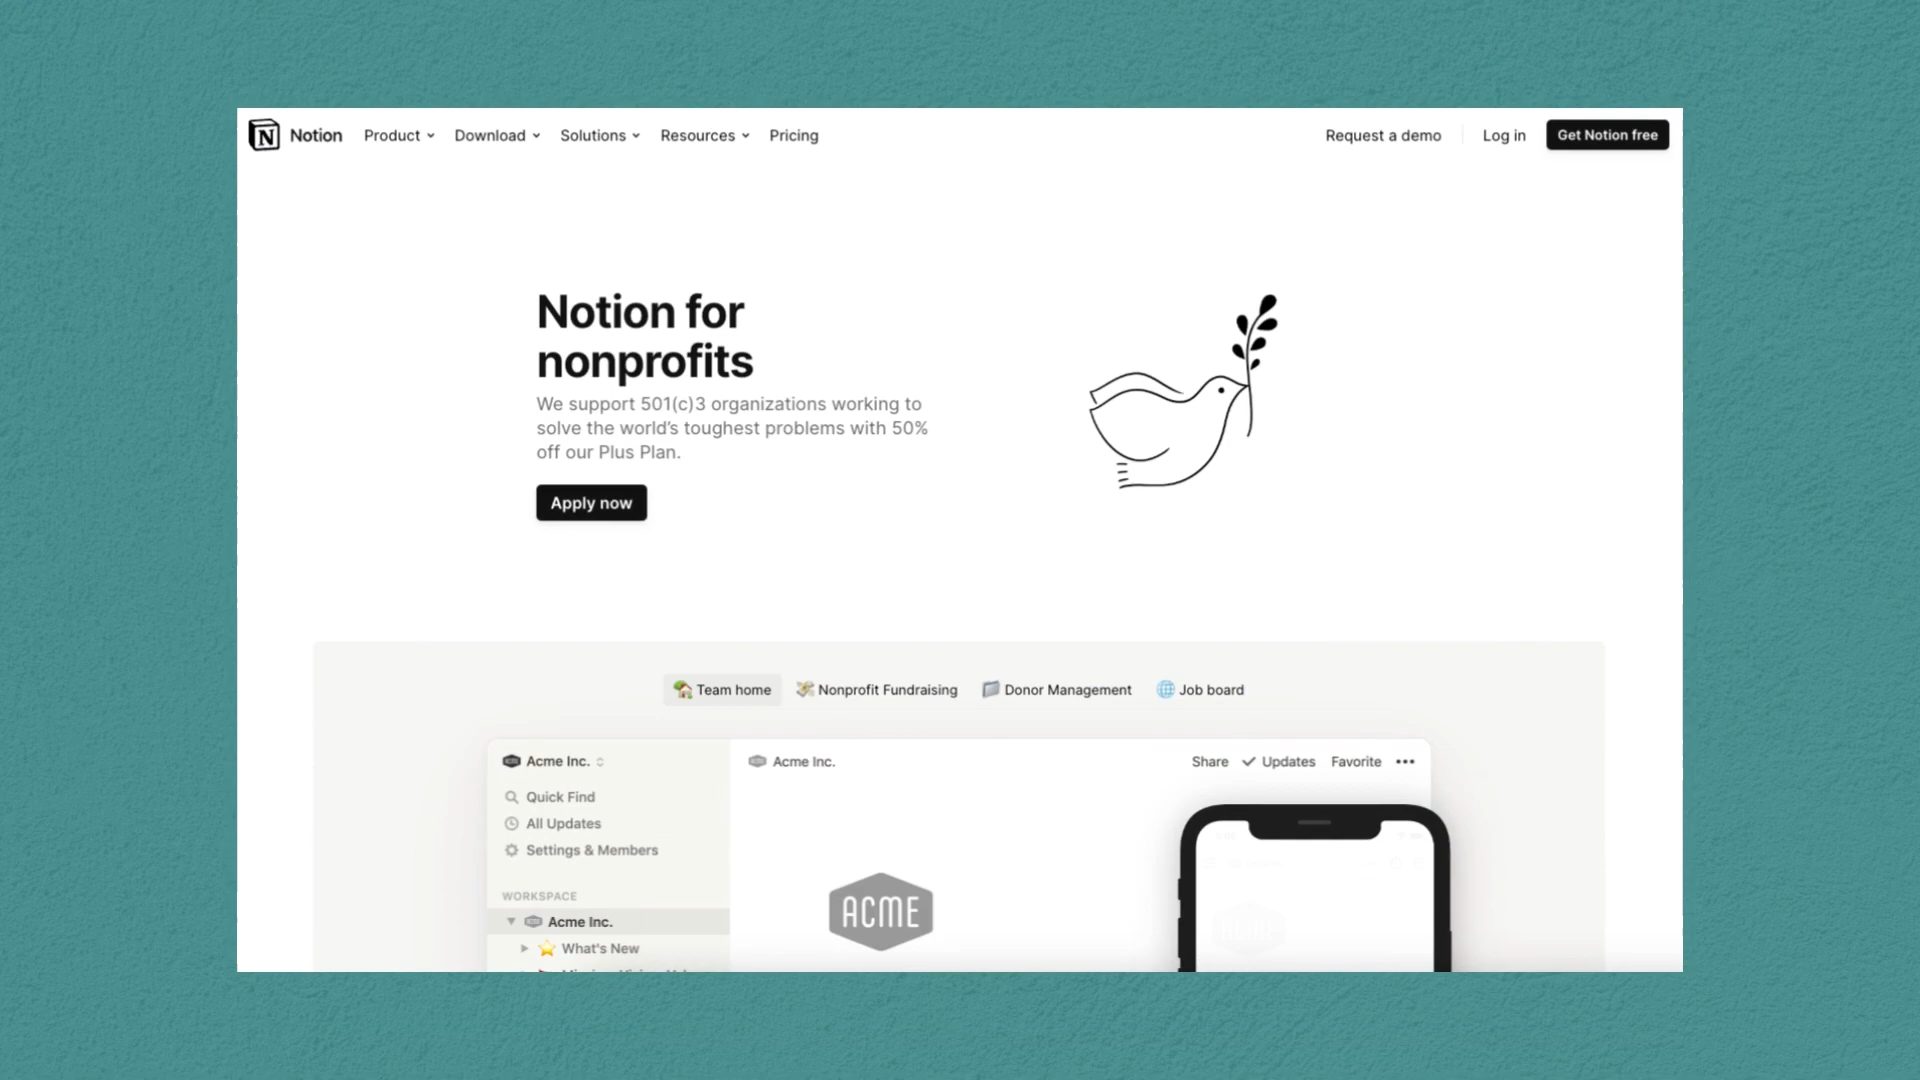 Notion Product Download Solutions Resources Pricing Request a demo Log in Get Notion free
Notion for
nonprofits
We support 501(c)3 organizations working to
solve the world's toughest problems with 50%
off our Plus Plan.
Apply now
Team home Nonprofit Fundraising Donor Management Job board
Acme Inc. Acme Inc. Share Updates Favorite
Quick Find
All Updates
Settings & Members
WORKSPACE
ACME
Acme Inc.
What's New